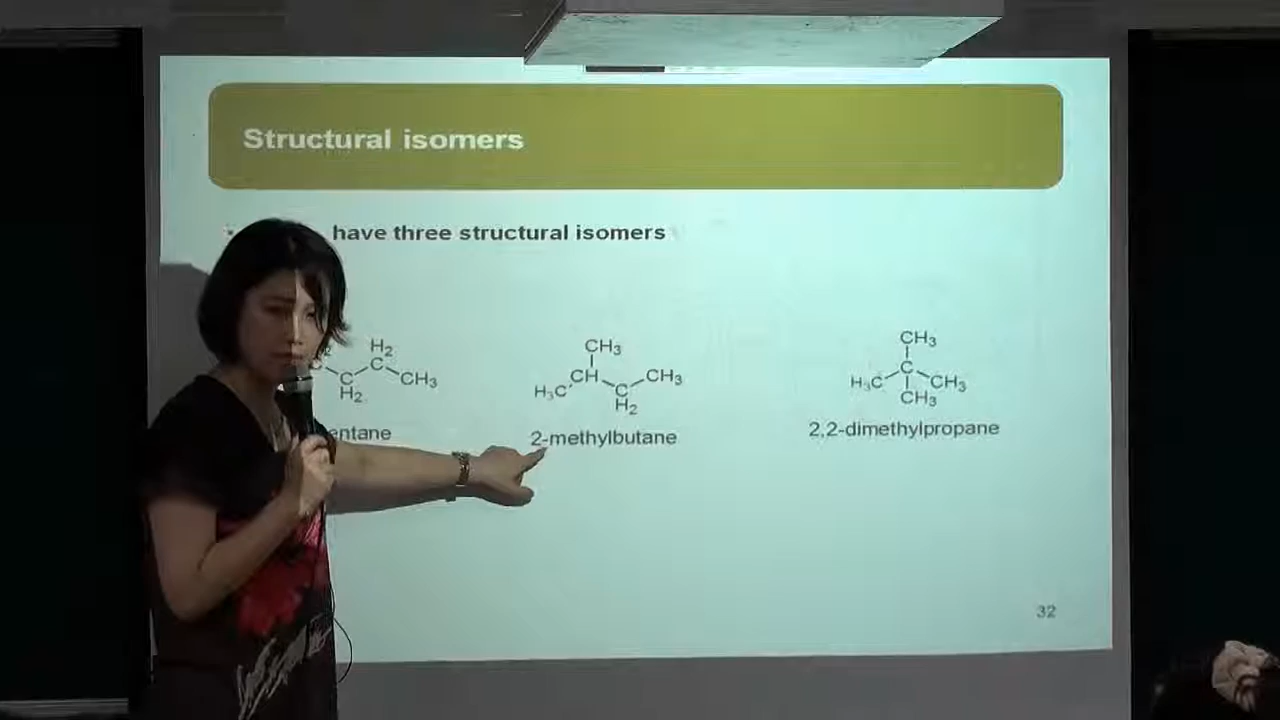 Structural isomers
have three structural isomers
H₂
C
CH₃
C
H₂
CH₃
CH
CH₃
H₃C
C
H₂
CH₃
C
H₃C
CH₃
CH₃
entane
2-methylbutane
2,2-dimethylpropane
32